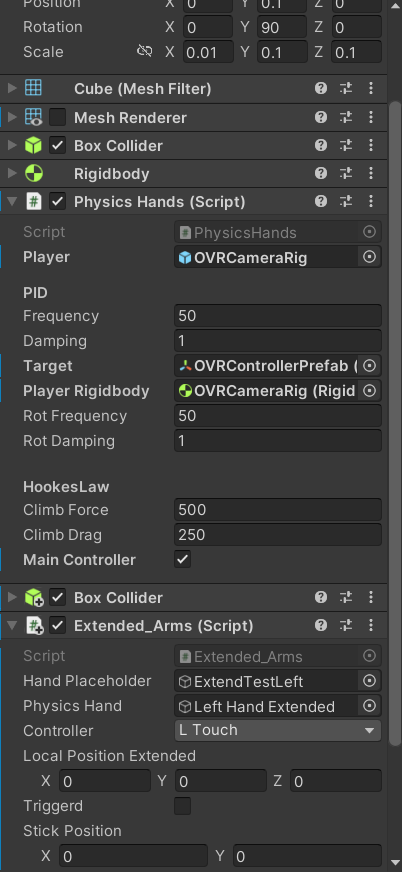 Position X 0 Y 0.1 Z 0
Rotation X 0 Y 90 Z 0
Scale X 0.01 Y 0.1 Z 0.1
Cube (Mesh Filter)
Mesh Renderer
Box Collider
Rigidbody
Physics Hands (Script)
Script PhysicsHands
Player OVRCameraRig
PID
Frequency 50
Damping 1
Target OVRControllerPrefab (
Player Rigidbody OVRCameraRig (Rigid
Rot Frequency 50
Rot Damping 1
HookesLaw
Climb Force 500
Climb Drag 250
Main Controller
Box Collider
Extended_Arms (Script)
Script Extended_Arms
Hand Placeholder ExtendTestLeft
Physics Hand Left Hand Extended
Controller L Touch
Local Position Extended
X 0 Y 0 Z 0
Triggerd
Stick Position
X 0 Y 0